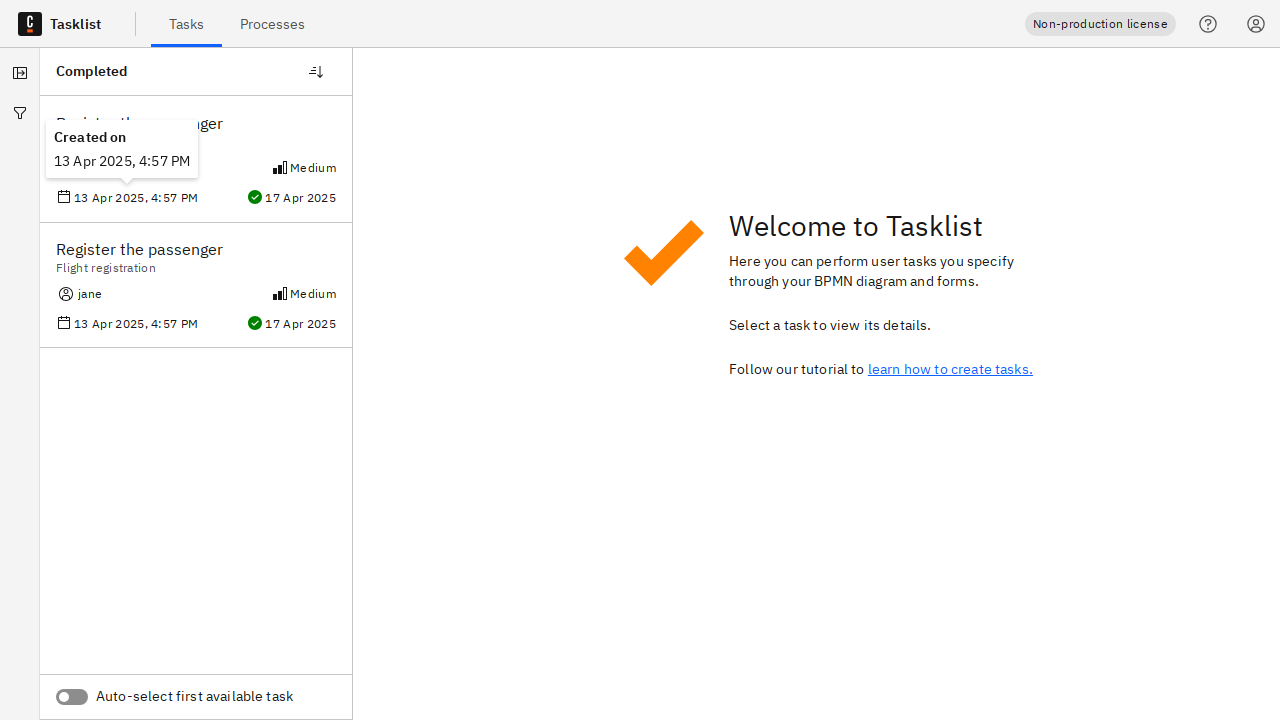 Tasklist
Tasks
Processes
Non-production license
Completed
ger
Created on
13 Apr 2025, 4:57 PM
Medium
13 Apr 2025, 4:57 PM
17 Apr 2025
Register the passenger
Flight registration
jane
Medium
13 Apr 2025, 4:57 PM
17 Apr 2025
Auto-select first available task
Welcome to Tasklist
Here you can perform user tasks you specify
through your BPMN diagram and forms.
Select a task to view its details.
Follow our tutorial to learn how to create tasks.